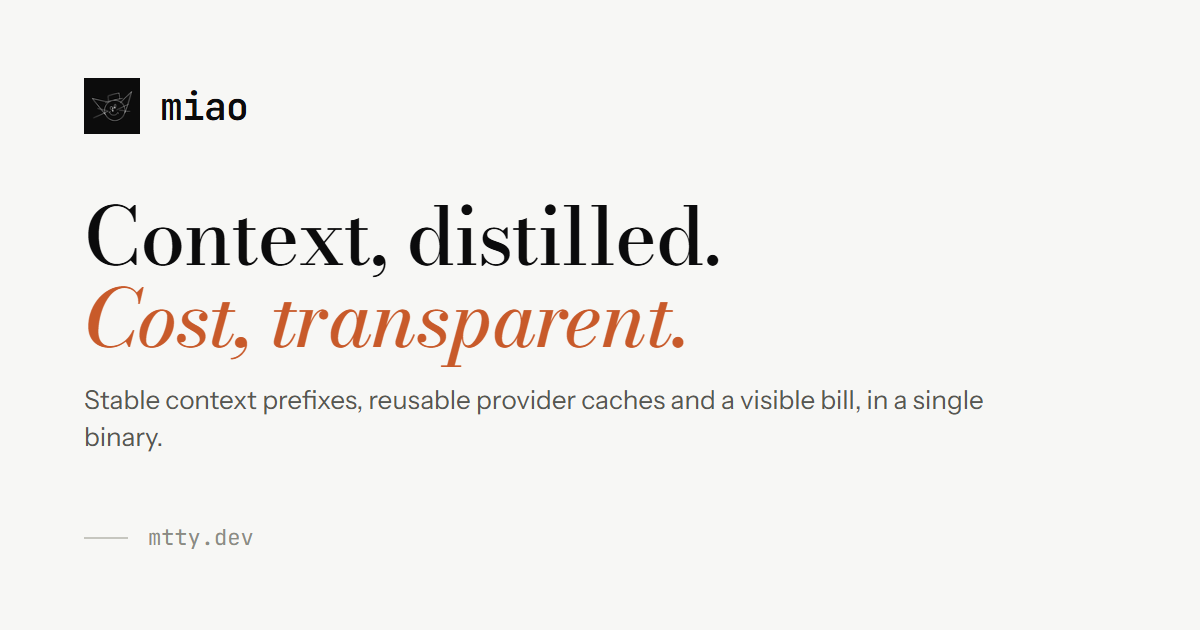 miao
Context, distilled.
Cost, transparent.
Stable context prefixes, reusable provider caches and a visible bill, in a single
binary.
mtty.dev